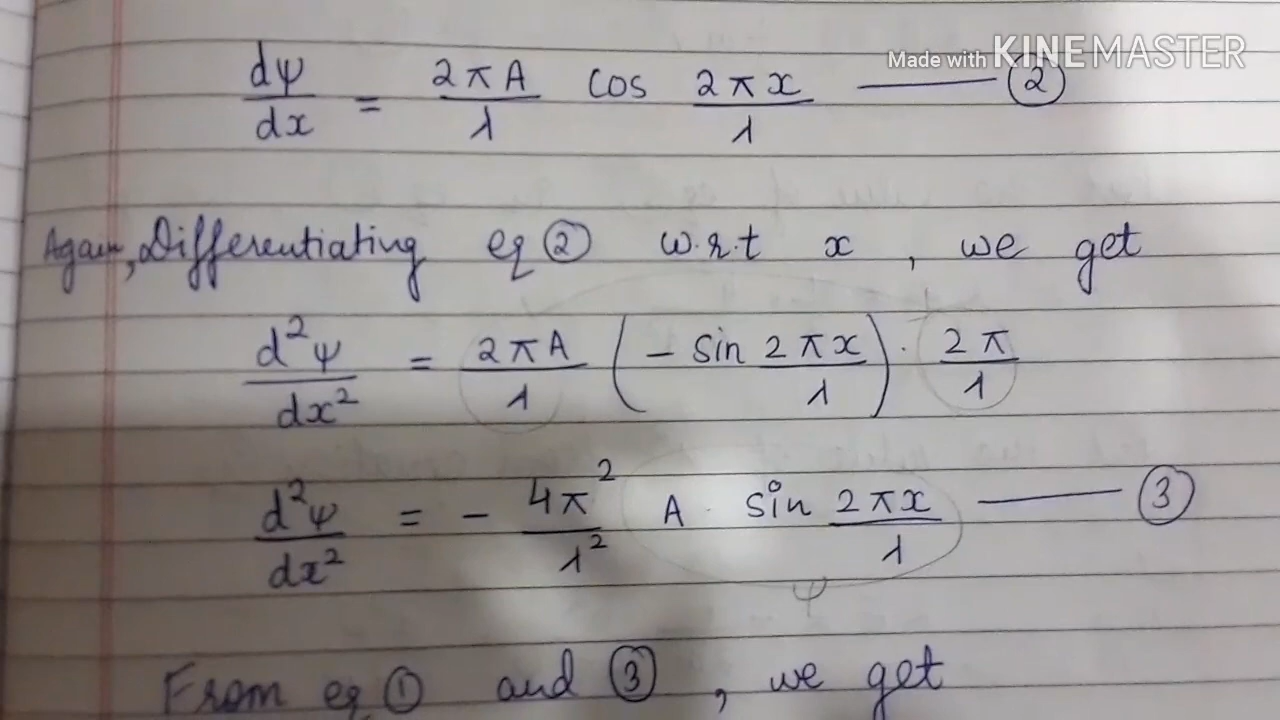 Made with KINEMASTER
dψ/dx = 2πA/λ cos 2πx/λ —— ②
Again, Differentiating eq ② w.r.t x, we get
d²ψ/dx² = 2πA/λ (- sin 2πx/λ) · 2π/λ
d²ψ/dx² = - 4π²/λ² A · sin 2πx/λ —— ③
ψ
From eq ① and ③, we get